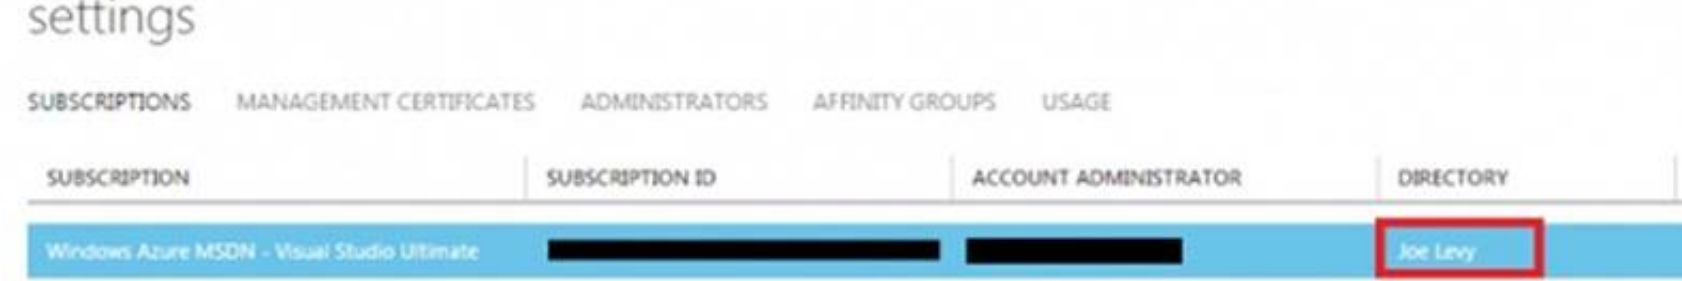 settings
SUBSCRIPTIONS MANAGEMENT CERTIFICATES ADMINISTRATORS AFFINITY GROUPS USAGE
SUBSCRIPTION SUBSCRIPTION ID ACCOUNT ADMINISTRATOR DIRECTORY
Windows Azure MSDN - Visual Studio Ultimate Joe Levy